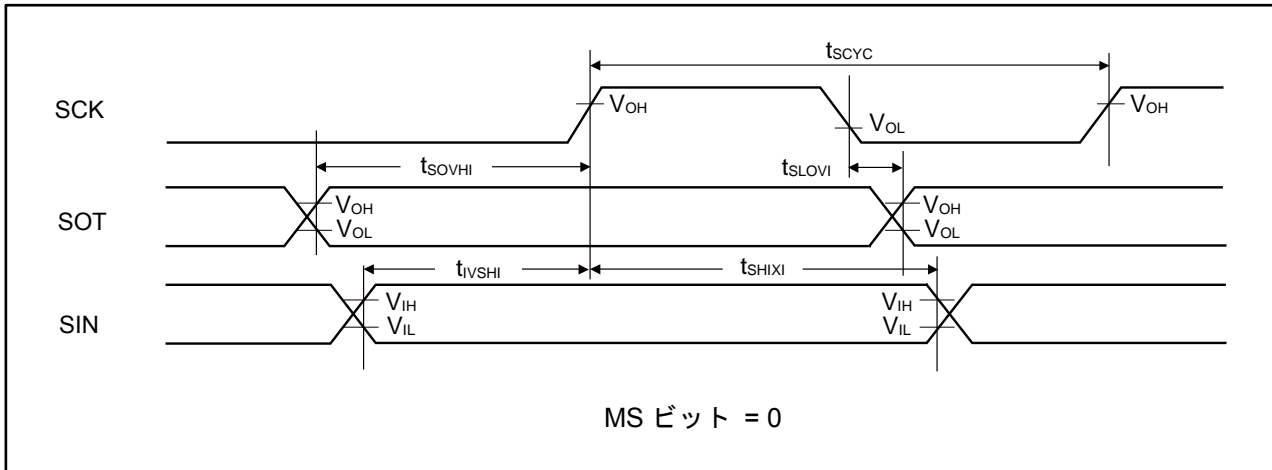 tSCYC
SCK
VOH
VOL
VOH
tSOVHI
tSLOVI
SOT
VOH
VOL
VOH
VOL
tIVSHI
tSHIXI
SIN
VIH
VIL
VIH
VIL
MS ビット = 0